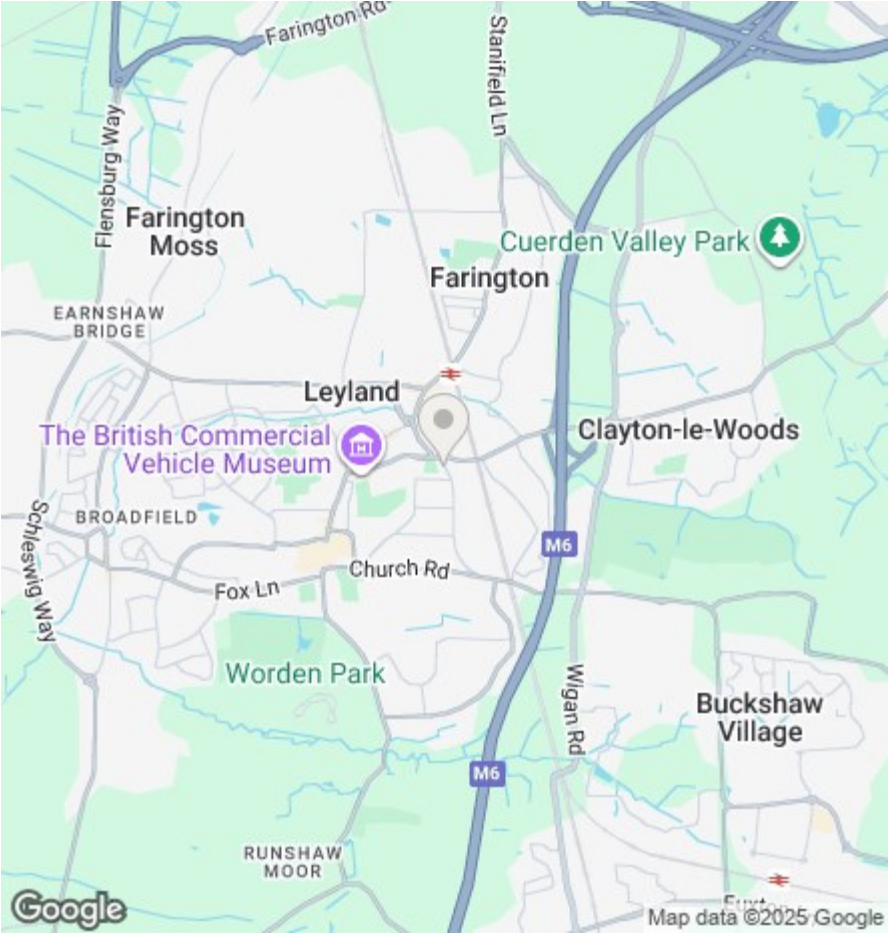 Farington Rd
Stanifield Ln
Flensburg Way
Farington
Moss
Cuerden Valley Park
Farington
EARNSHAW
BRIDGE
Leyland
The British Commercial
Vehicle Museum
Clayton-le-Woods
BROADFIELD
Schleswig Way
M6
Church Rd
Fox Ln
Worden Park
Wigan Rd
Buckshaw
Village
M6
RUNSHAW
MOOR
Euxton
Google
Map data ©2025 Google